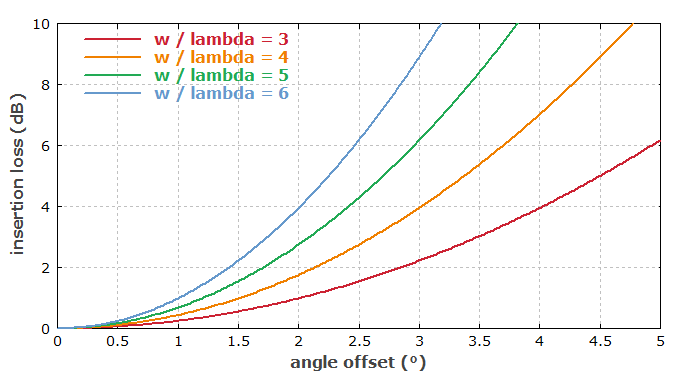 10
w / lambda = 3
w / lambda = 4
8
w / lambda = 5
w / lambda = 6
6
insertion loss (dB)
4
2
0
0 0.5 1 1.5 2 2.5 3 3.5 4 4.5 5
angle offset (°)